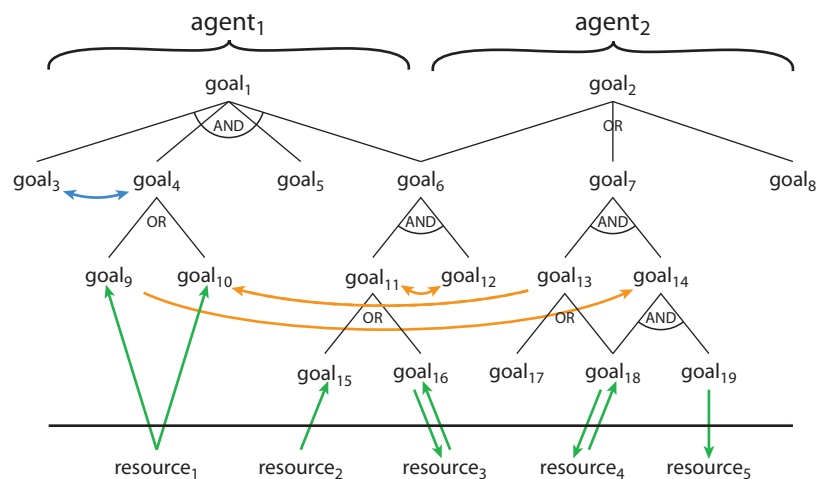 agent₁ agent₂
goal₁ goal₂
AND OR
goal₃ goal₄ goal₅ goal₆ goal₇ goal₈
OR AND AND
goal₉ goal₁₀ goal₁₁ goal₁₂ goal₁₃ goal₁₄
OR OR AND
goal₁₅ goal₁₆ goal₁₇ goal₁₈ goal₁₉
resource₁ resource₂ resource₃ resource₄ resource₅